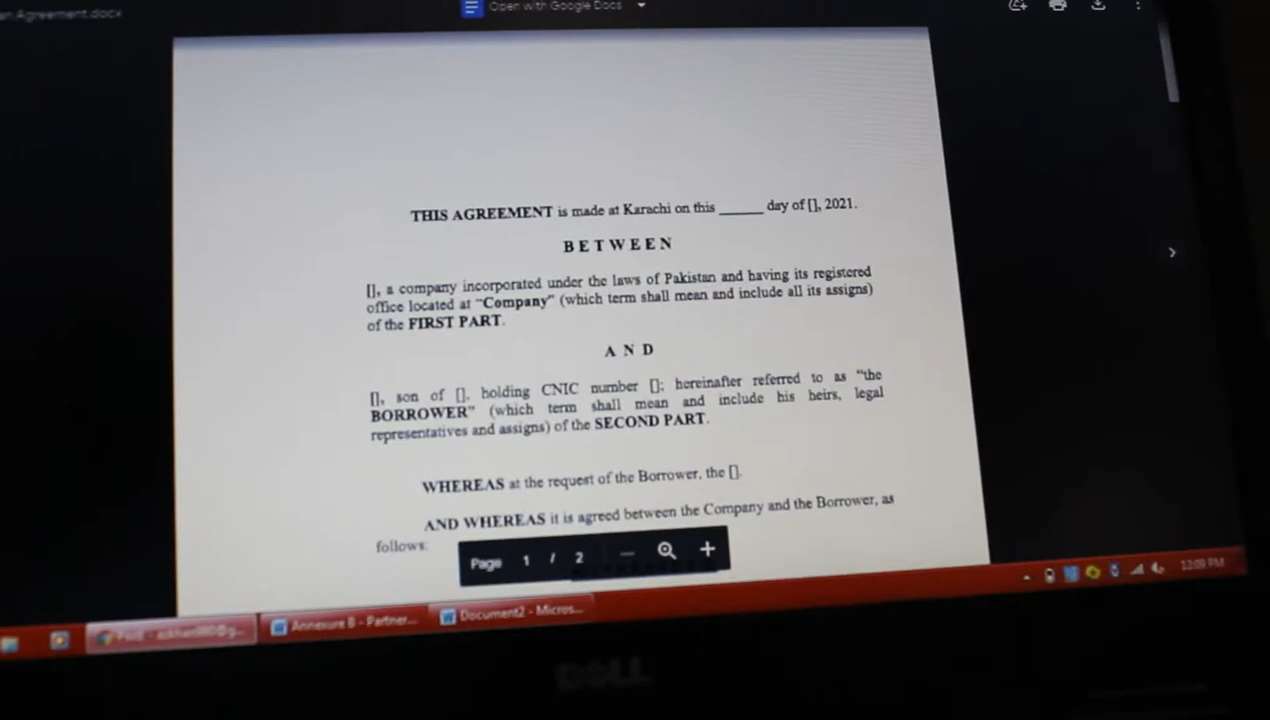 an Agreement.docx
Open with Google Docs
THIS AGREEMENT is made at Karachi on this ______ day of [], 2021.
BETWEEN
[], a company incorporated under the laws of Pakistan and having its registered
office located at "Company" (which term shall mean and include all its assigns)
of the FIRST PART.
AND
[], son of [], holding CNIC number []; hereinafter referred to as "the
BORROWER" (which term shall mean and include his heirs, legal
representatives and assigns) of the SECOND PART.
WHEREAS at the request of the Borrower, the [].
AND WHEREAS it is agreed between the Company and the Borrower, as
follows:
Page 1 / 2
12:09 PM
Annexure B - Partner...
Document2 - Micros...
DELL